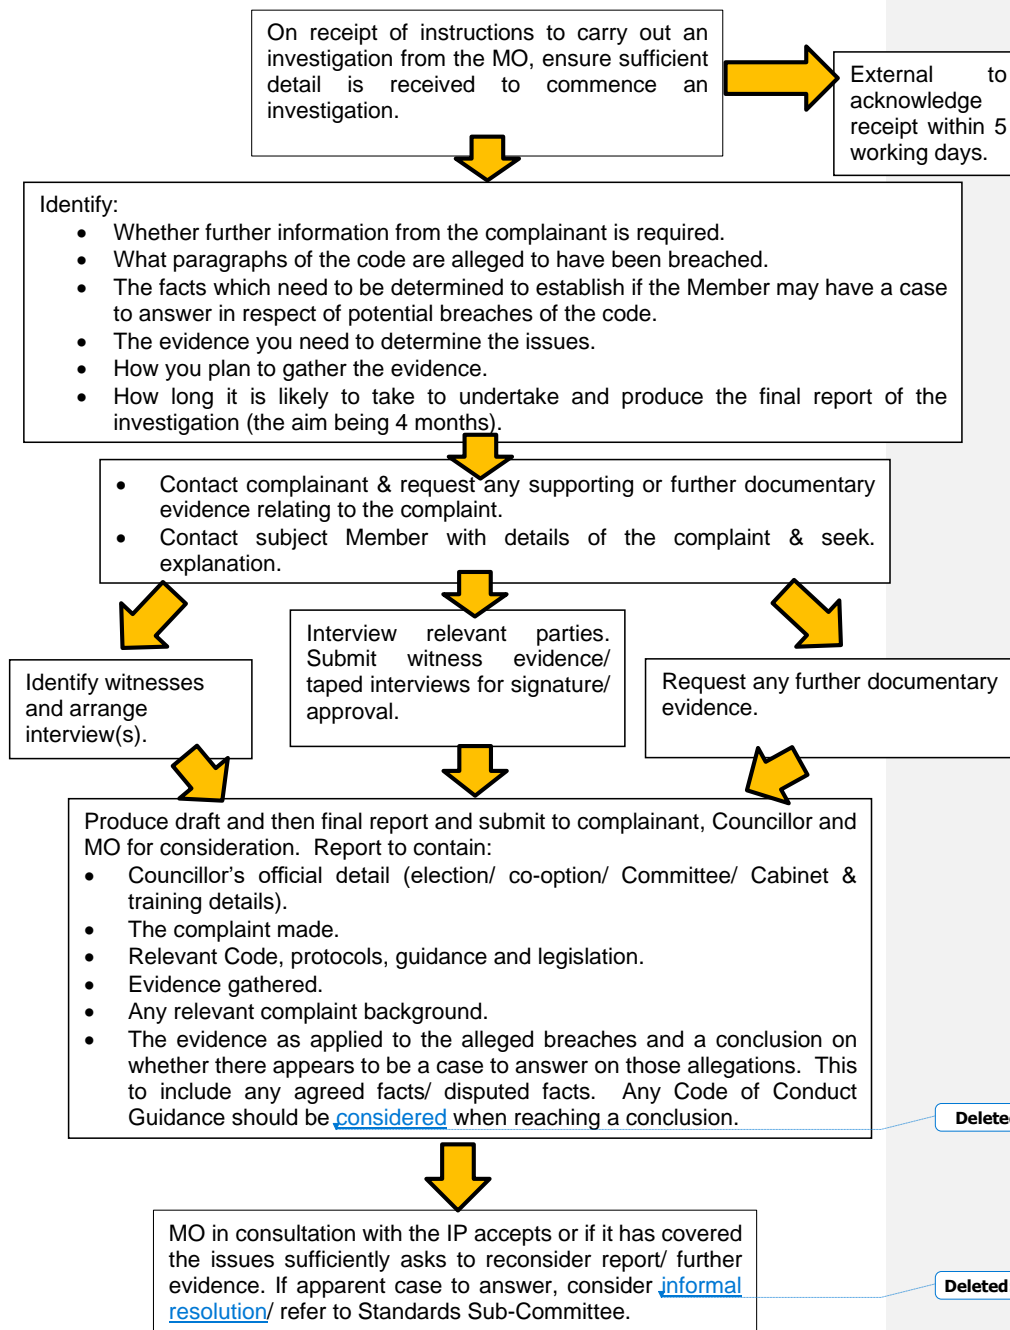 On receipt of instructions to carry out an
investigation from the MO, ensure sufficient
detail is received to commence an
investigation.
External to
acknowledge
receipt within 5
working days.
Identify:
• Whether further information from the complainant is required.
• What paragraphs of the code are alleged to have been breached.
• The facts which need to be determined to establish if the Member may have a case
to answer in respect of potential breaches of the code.
• The evidence you need to determine the issues.
• How you plan to gather the evidence.
• How long it is likely to take to undertake and produce the final report of the
investigation (the aim being 4 months).
• Contact complainant & request any supporting or further documentary
evidence relating to the complaint.
• Contact subject Member with details of the complaint & seek.
explanation.
Identify witnesses
and arrange
interview(s).
Interview relevant parties.
Submit witness evidence/
taped interviews for signature/
approval.
Request any further documentary
evidence.
Produce draft and then final report and submit to complainant, Councillor and
MO for consideration. Report to contain:
• Councillor's official detail (election/ co-option/ Committee/ Cabinet &
training details).
• The complaint made.
• Relevant Code, protocols, guidance and legislation.
• Evidence gathered.
• Any relevant complaint background.
• The evidence as applied to the alleged breaches and a conclusion on
whether there appears to be a case to answer on those allegations. This
to include any agreed facts/ disputed facts. Any Code of Conduct
Guidance should be considered when reaching a conclusion.
Deleted
MO in consultation with the IP accepts or if it has covered
the issues sufficiently asks to reconsider report/ further
evidence. If apparent case to answer, consider informal
resolution/ refer to Standards Sub-Committee.
Deleted